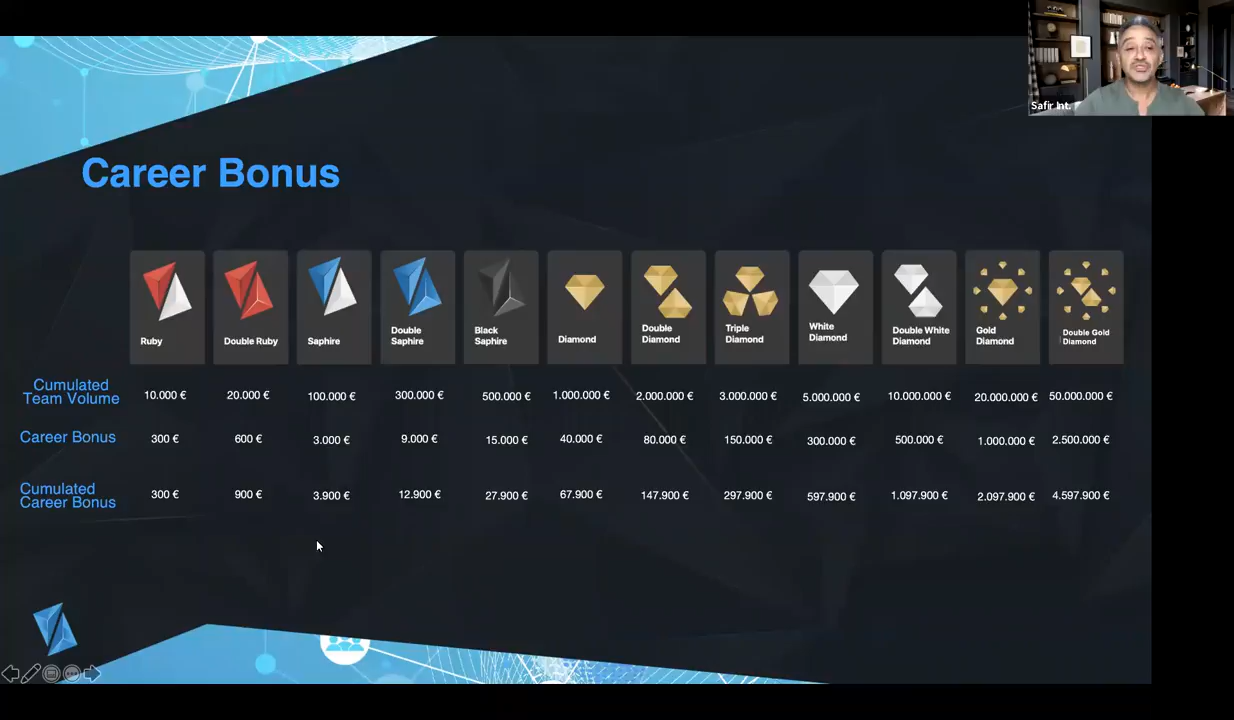 Safir Int.
Career Bonus
Ruby
Double Ruby
Saphire
Double
Saphire
Black
Saphire
Diamond
Double
Diamond
Triple
Diamond
White
Diamond
Double White
Diamond
Gold
Diamond
Double Gold
Diamond
Cumulated
Team Volume
10.000 € 20.000 € 100.000 € 300.000 € 500.000 € 1.000.000 € 2.000.000 € 3.000.000 € 5.000.000 € 10.000.000 € 20.000.000 € 50.000.000 €
Career Bonus 300 € 600 € 3.000 € 9.000 € 15.000 € 40.000 € 80.000 € 150.000 € 300.000 € 500.000 € 1.000.000 € 2.500.000 €
Cumulated
Career Bonus
300 € 900 € 3.900 € 12.900 € 27.900 € 67.900 € 147.900 € 297.900 € 597.900 € 1.097.900 € 2.097.900 € 4.597.900 €